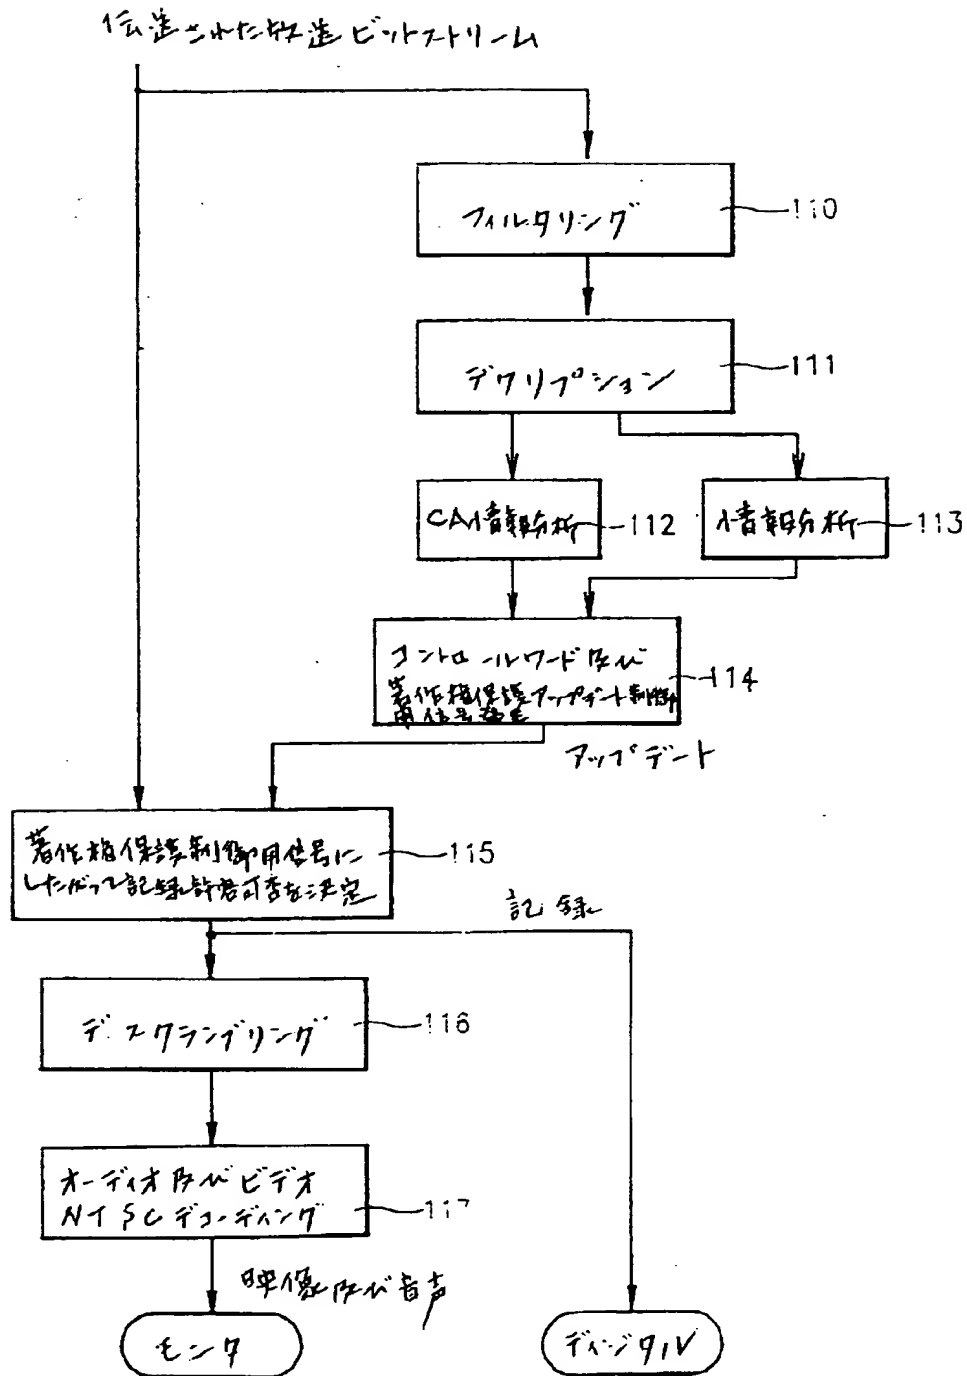 伝送された放送ビットストリーム
フィルタリング
110
デクリプション
111
CA情報分析
112
情報分析
113
コントロールワード及び
著作権保護アップデート制御
用信号発生
114
アップデート
著作権保護制御用信号に
したがって記録許容可否を決定
115
記録
デスクランブリング
116
オーディオ及びビデオ
NTSCデコーディング
映像及び音声
モニタ
ディジタルV